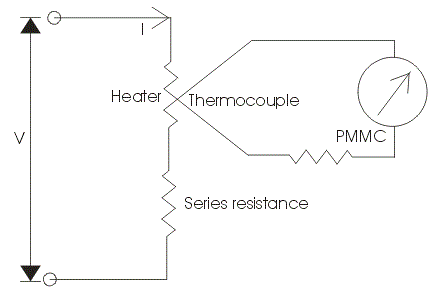 I
Heater
Thermocouple
V
PMMC
Series resistance